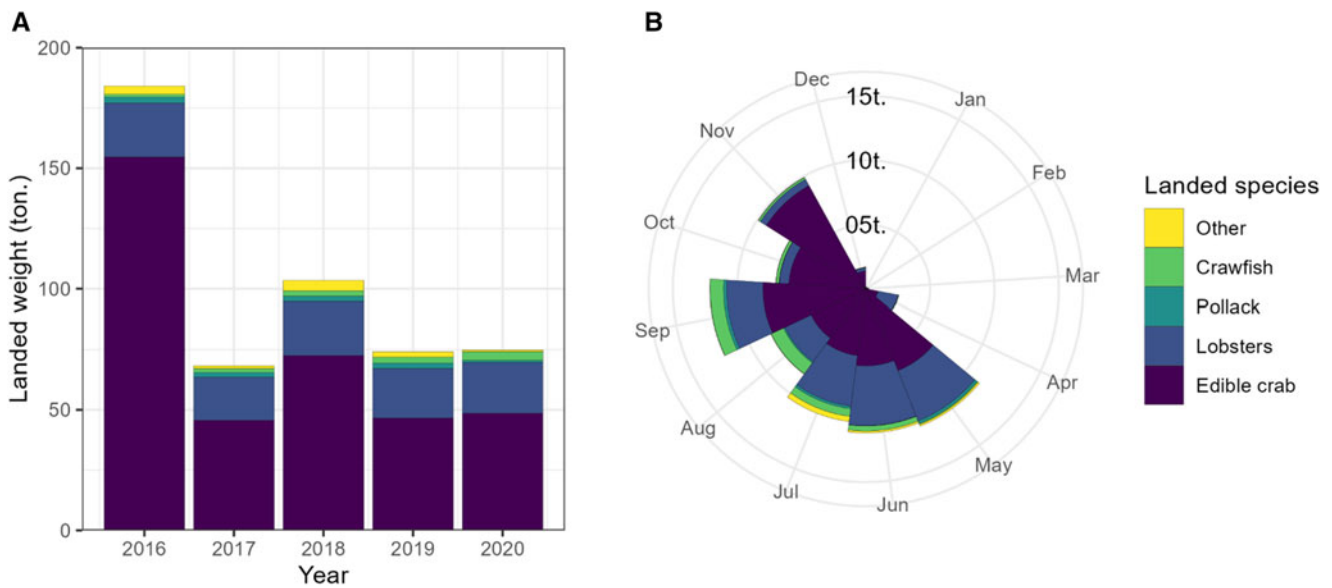 A
200
150
100
50
0
Landed weight (ton.)
2016 2017 2018 2019 2020
Year
B
Dec
Jan
Feb
Mar
Apr
May
Jun
Jul
Aug
Sep
Oct
Nov
15t.
10t.
05t.
Landed species
Other
Crawfish
Pollack
Lobsters
Edible crab